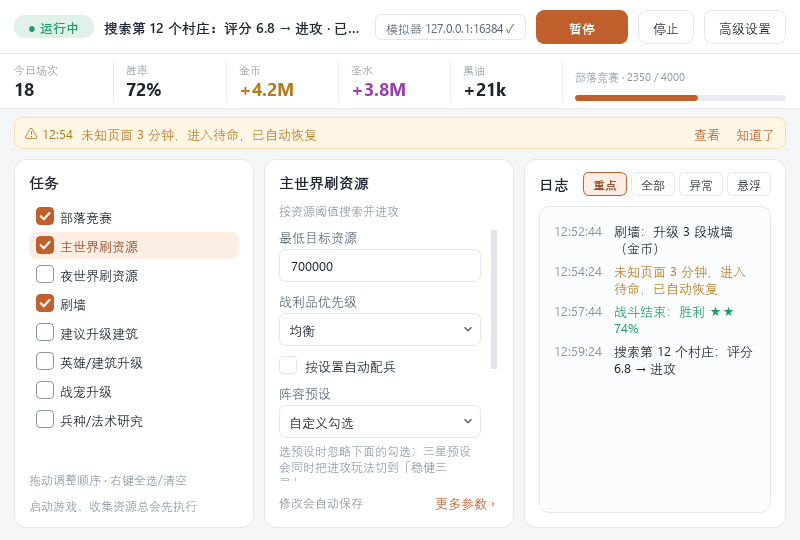 ● 运行中
搜索第 12 个村庄：评分 6.8 → 进攻 · 已...
模拟器 127.0.0.1:16384 ✓
暂停
停止
高级设置
今日场次
18
胜率
72%
金币
+4.2M
圣水
+3.8M
黑油
+21k
部落竞赛 · 2350 / 4000
⚠ 12:54 未知页面 3 分钟，进入待命，已自动恢复
查看
知道了
任务
部落竞赛
主世界刷资源
夜世界刷资源
刷墙
建议升级建筑
英雄/建筑升级
战宠升级
兵种/法术研究
拖动调整顺序 · 右键全选/清空
启动游戏、收集资源总会先执行
主世界刷资源
按资源阈值搜索并进攻
最低目标资源
700000
战利品优先级
均衡
按设置自动配兵
阵容预设
自定义勾选
选预设时忽略下面的勾选；三星预设
会同时把进攻玩法切到「稳健三
修改会自动保存
更多参数 ›
日志
重点
全部
异常
悬浮
12:52:44 刷墙：升级 3 段城墙
（金币）
12:54:24 未知页面 3 分钟，进入
待命，已自动恢复
12:57:44 战斗结束：胜利 ★★
74%
12:59:24 搜索第 12 个村庄：评分
6.8 → 进攻